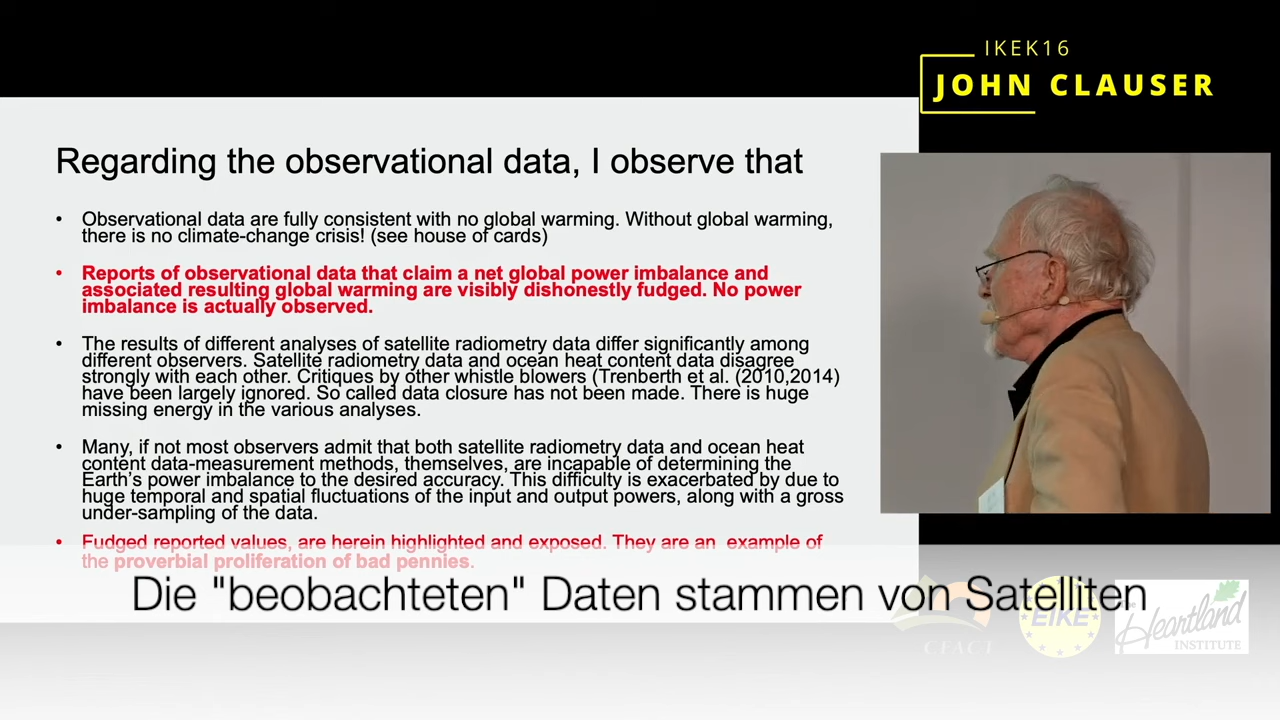 IKEK16
JOHN CLAUSER
Regarding the observational data, I observe that
• Observational data are fully consistent with no global warming. Without global warming,
there is no climate-change crisis! (see house of cards)
• Reports of observational data that claim a net global power imbalance and
associated resulting global warming are visibly dishonestly fudged. No power
imbalance is actually observed.
• The results of different analyses of satellite radiometry data differ significantly among
different observers. Satellite radiometry data and ocean heat content data disagree
strongly with each other. Critiques by other whistle blowers (Trenberth et al. (2010,2014)
have been largely ignored. So called data closure has not been made. There is huge
missing energy in the various analyses.
• Many, if not most observers admit that both satellite radiometry data and ocean heat
content data-measurement methods, themselves, are incapable of determining the
Earth's power imbalance to the desired accuracy. This difficulty is exacerbated by due to
huge temporal and spatial fluctuations of the input and output powers, along with a gross
under-sampling of the data.
• Fudged reported values, are herein highlighted and exposed. They are an example of
the proverbial proliferation of bad pennies.
Die "beobachteten" Daten stammen von Satelliten
CFACT
EIKE
Heartland
INSTITUTE